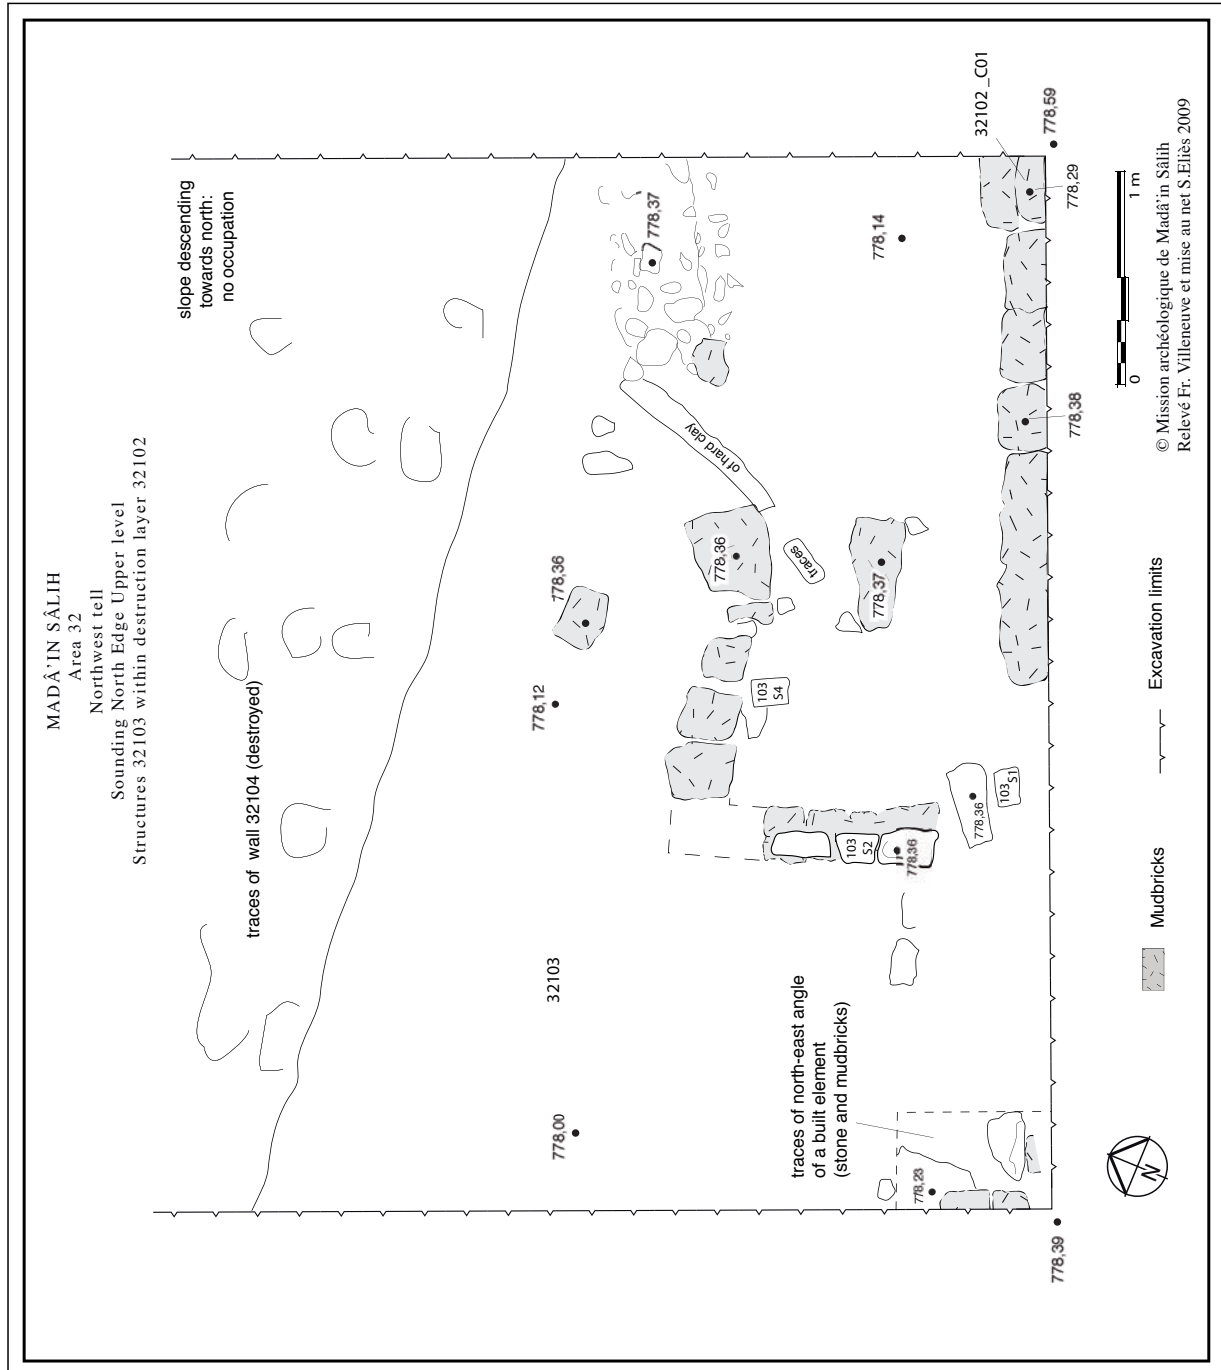 MADÂ'IN SÂLIH
Area 32
Northwest tell
Sounding North Edge Upper level
Structures 32103 within destruction layer 32102
slope descending
towards north:
no occupation
traces of wall 32104 (destroyed)
32103
778,00
778,12
778,36
778,37
778,14
778,36
of hard clay
traces
778,37
103
S4
103
S2
778,36
778,36
103
S1
traces of north-east angle
of a built element
(stone and mudbricks)
778,23
778,39
778,38
778,29
778,59
32102_C01
N
Mudbricks
Excavation limits
0
1 m
© Mission archéologique de Madâ'in Sâlih
Relevé Fr. Villeneuve et mise au net S.Eliès 2009